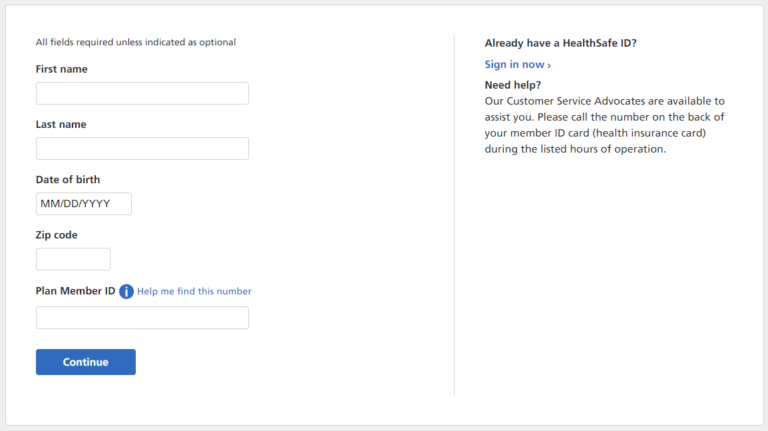 All fields required unless indicated as optional
First name
Last name
Date of birth
MM/DD/YYYY
Zip code
Plan Member ID i Help me find this number
Continue
Already have a HealthSafe ID?
Sign in now ›
Need help?
Our Customer Service Advocates are available to
assist you. Please call the number on the back of
your member ID card (health insurance card)
during the listed hours of operation.